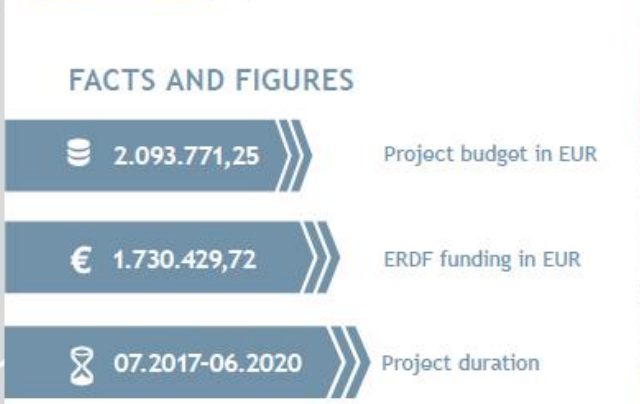 FACTS AND FIGURES
2.093.771,25 Project budget in EUR
€ 1.730.429,72 ERDF funding in EUR
07.2017-06.2020 Project duration